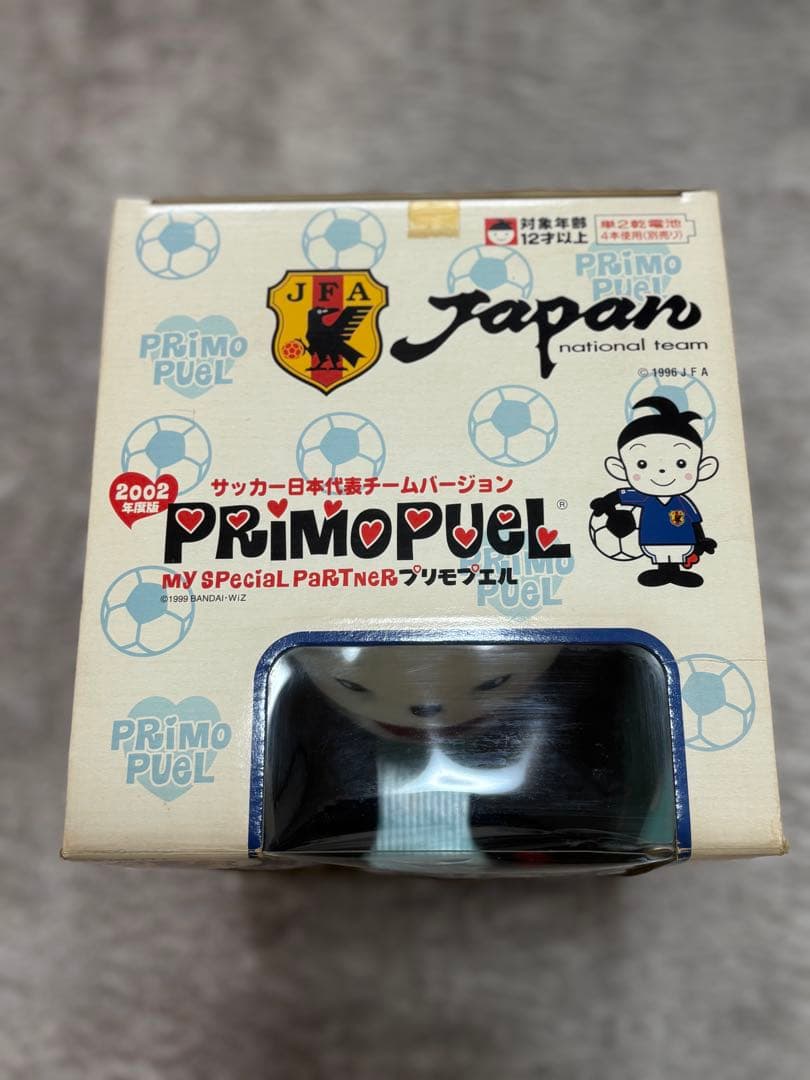 対象年齢
12才以上
単2乾電池
4本使用(別売り)
PRiMO
PUeL
JFA
Japan
national team
© 1996 J F A
PRiMO
PUeL
2002
年度版
サッカー日本代表チームバージョン
PRiMOPUeL®
MY SPeCiaL PaRTNeR プリモプエル
©1999 BANDAI・WiZ
PRiMO
PUeL
PRiMO
PUeL